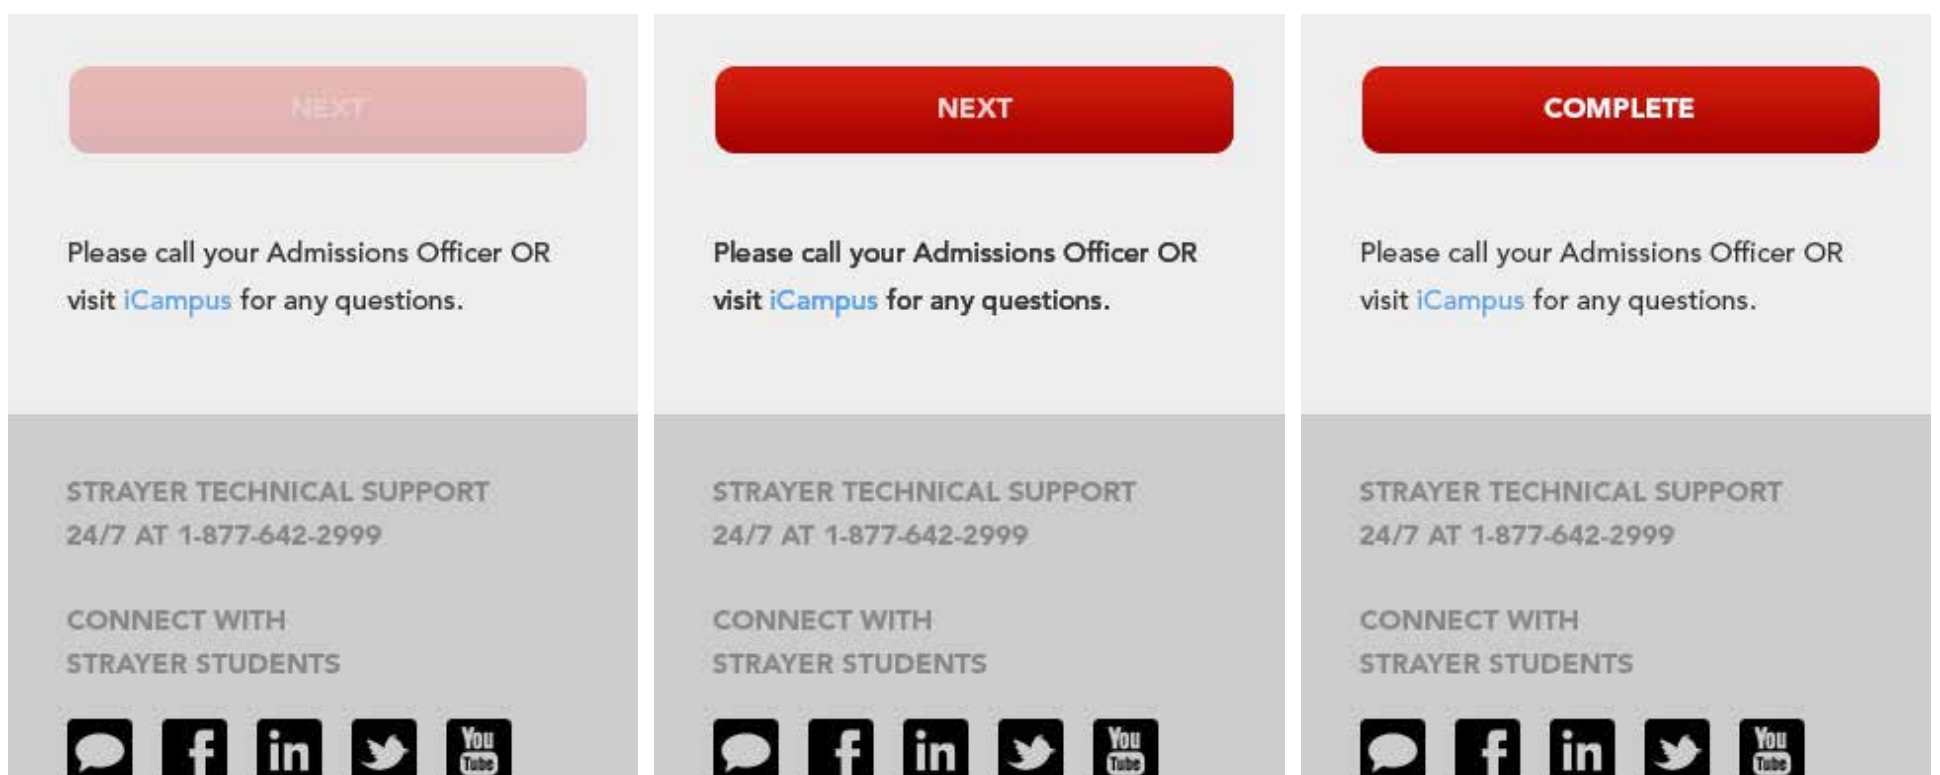 NEXT
Please call your Admissions Officer OR
visit iCampus for any questions.
STRAYER TECHNICAL SUPPORT
24/7 AT 1-877-642-2999
CONNECT WITH
STRAYER STUDENTS
f
in
You
Tube
NEXT
Please call your Admissions Officer OR
visit iCampus for any questions.
STRAYER TECHNICAL SUPPORT
24/7 AT 1-877-642-2999
CONNECT WITH
STRAYER STUDENTS
f
in
You
Tube
COMPLETE
Please call your Admissions Officer OR
visit iCampus for any questions.
STRAYER TECHNICAL SUPPORT
24/7 AT 1-877-642-2999
CONNECT WITH
STRAYER STUDENTS
f
in
You
Tube